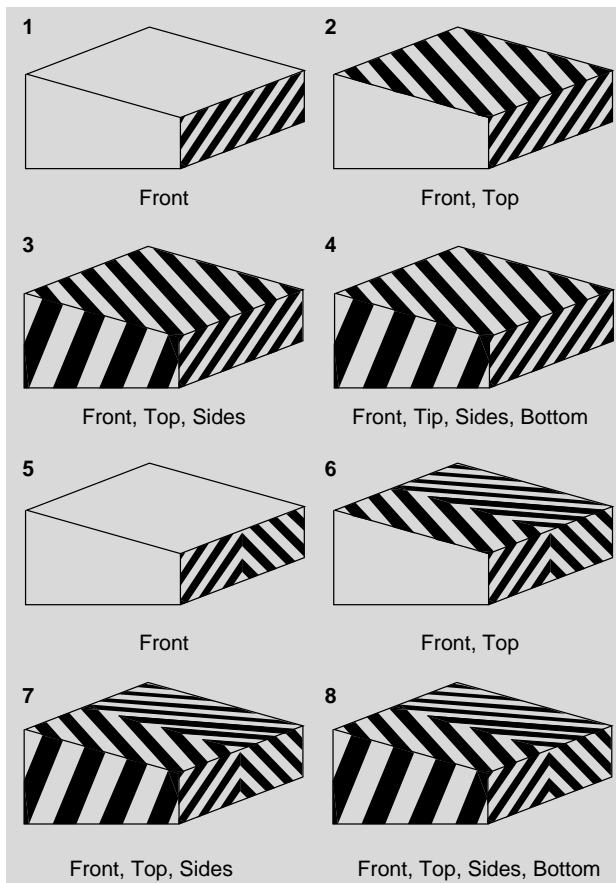 1
2
Front
Front, Top
3
4
Front, Top, Sides
Front, Tip, Sides, Bottom
5
6
Front
Front, Top
7
8
Front, Top, Sides
Front, Top, Sides, Bottom